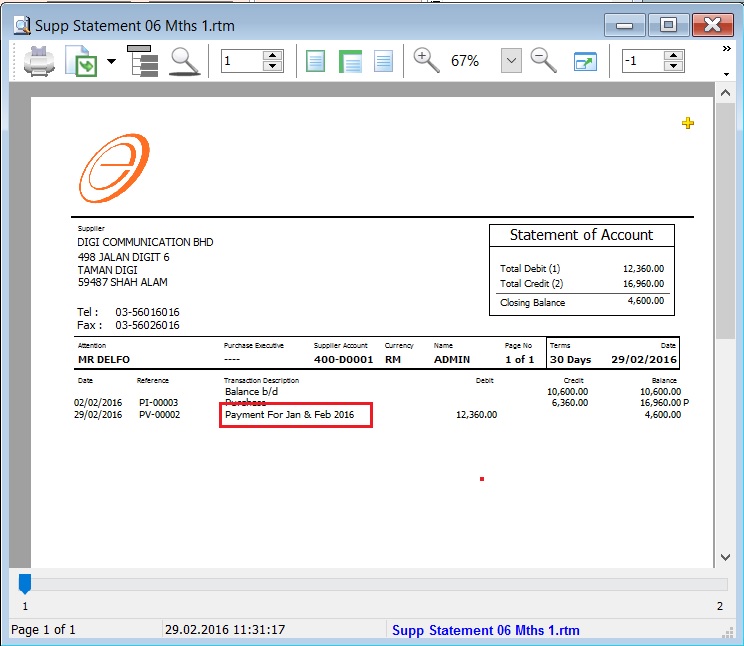 Supp Statement 06 Mths 1.rtm
1 67% -1
Supplier
DIGI COMMUNICATION BHD
498 JALAN DIGIT 6
TAMAN DIGI
59487 SHAH ALAM
Tel : 03-56016016
Fax : 03-56026016
Statement of Account
Total Debit (1) 12,360.00
Total Credit (2) 16,960.00
Closing Balance 4,600.00
Attention Purchase Executive Supplier Account Currency Name Page No Terms Date
MR DELFO ---- 400-D0001 RM ADMIN 1 of 1 30 Days 29/02/2016
Date Reference Transaction Description Debit Credit Balance
Balance b/d 10,600.00 10,600.00
02/02/2016 PI-00003 Purchase 6,360.00 16,960.00 P
29/02/2016 PV-00002 Payment For Jan & Feb 2016 12,360.00 4,600.00
1 2
Page 1 of 1 29.02.2016 11:31:17 Supp Statement 06 Mths 1.rtm